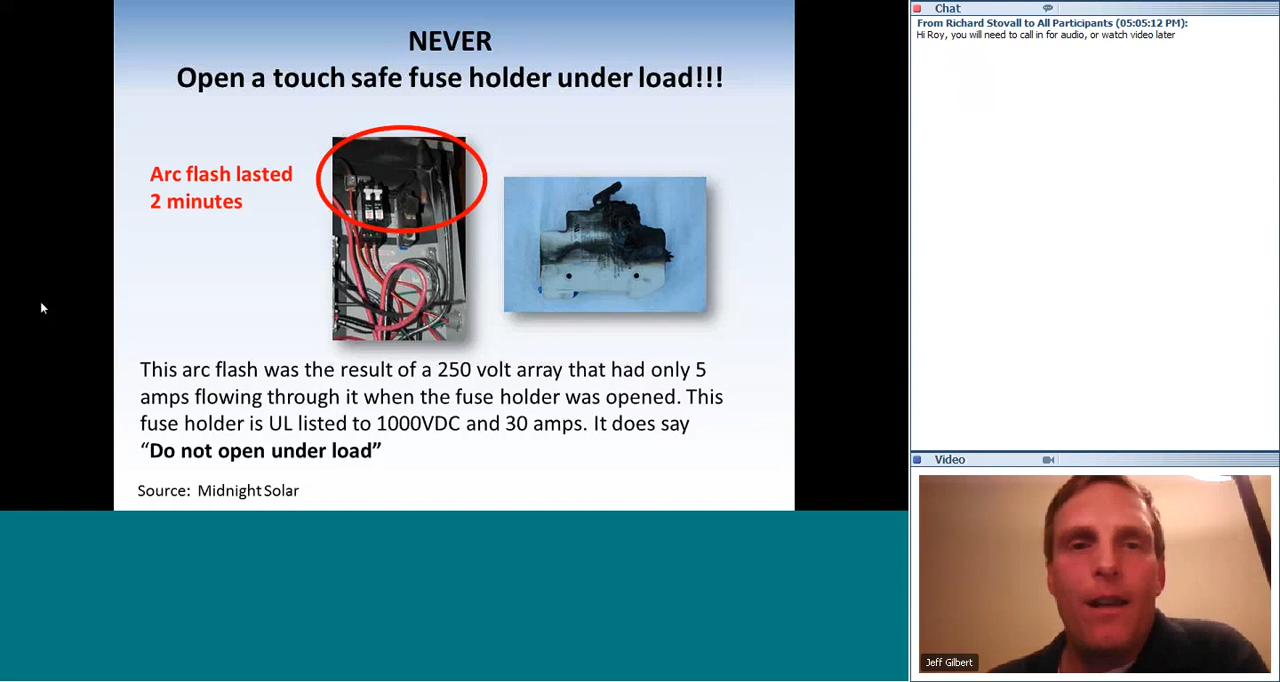 NEVER
Open a touch safe fuse holder under load!!!
Arc flash lasted
2 minutes
This arc flash was the result of a 250 volt array that had only 5
amps flowing through it when the fuse holder was opened. This
fuse holder is UL listed to 1000VDC and 30 amps. It does say
“Do not open under load”
Source: Midnight Solar
Chat
From Richard Stovall to All Participants (05:05:12 PM):
Hi Roy, you will need to call in for audio, or watch video later
Video
Jeff Gilbert